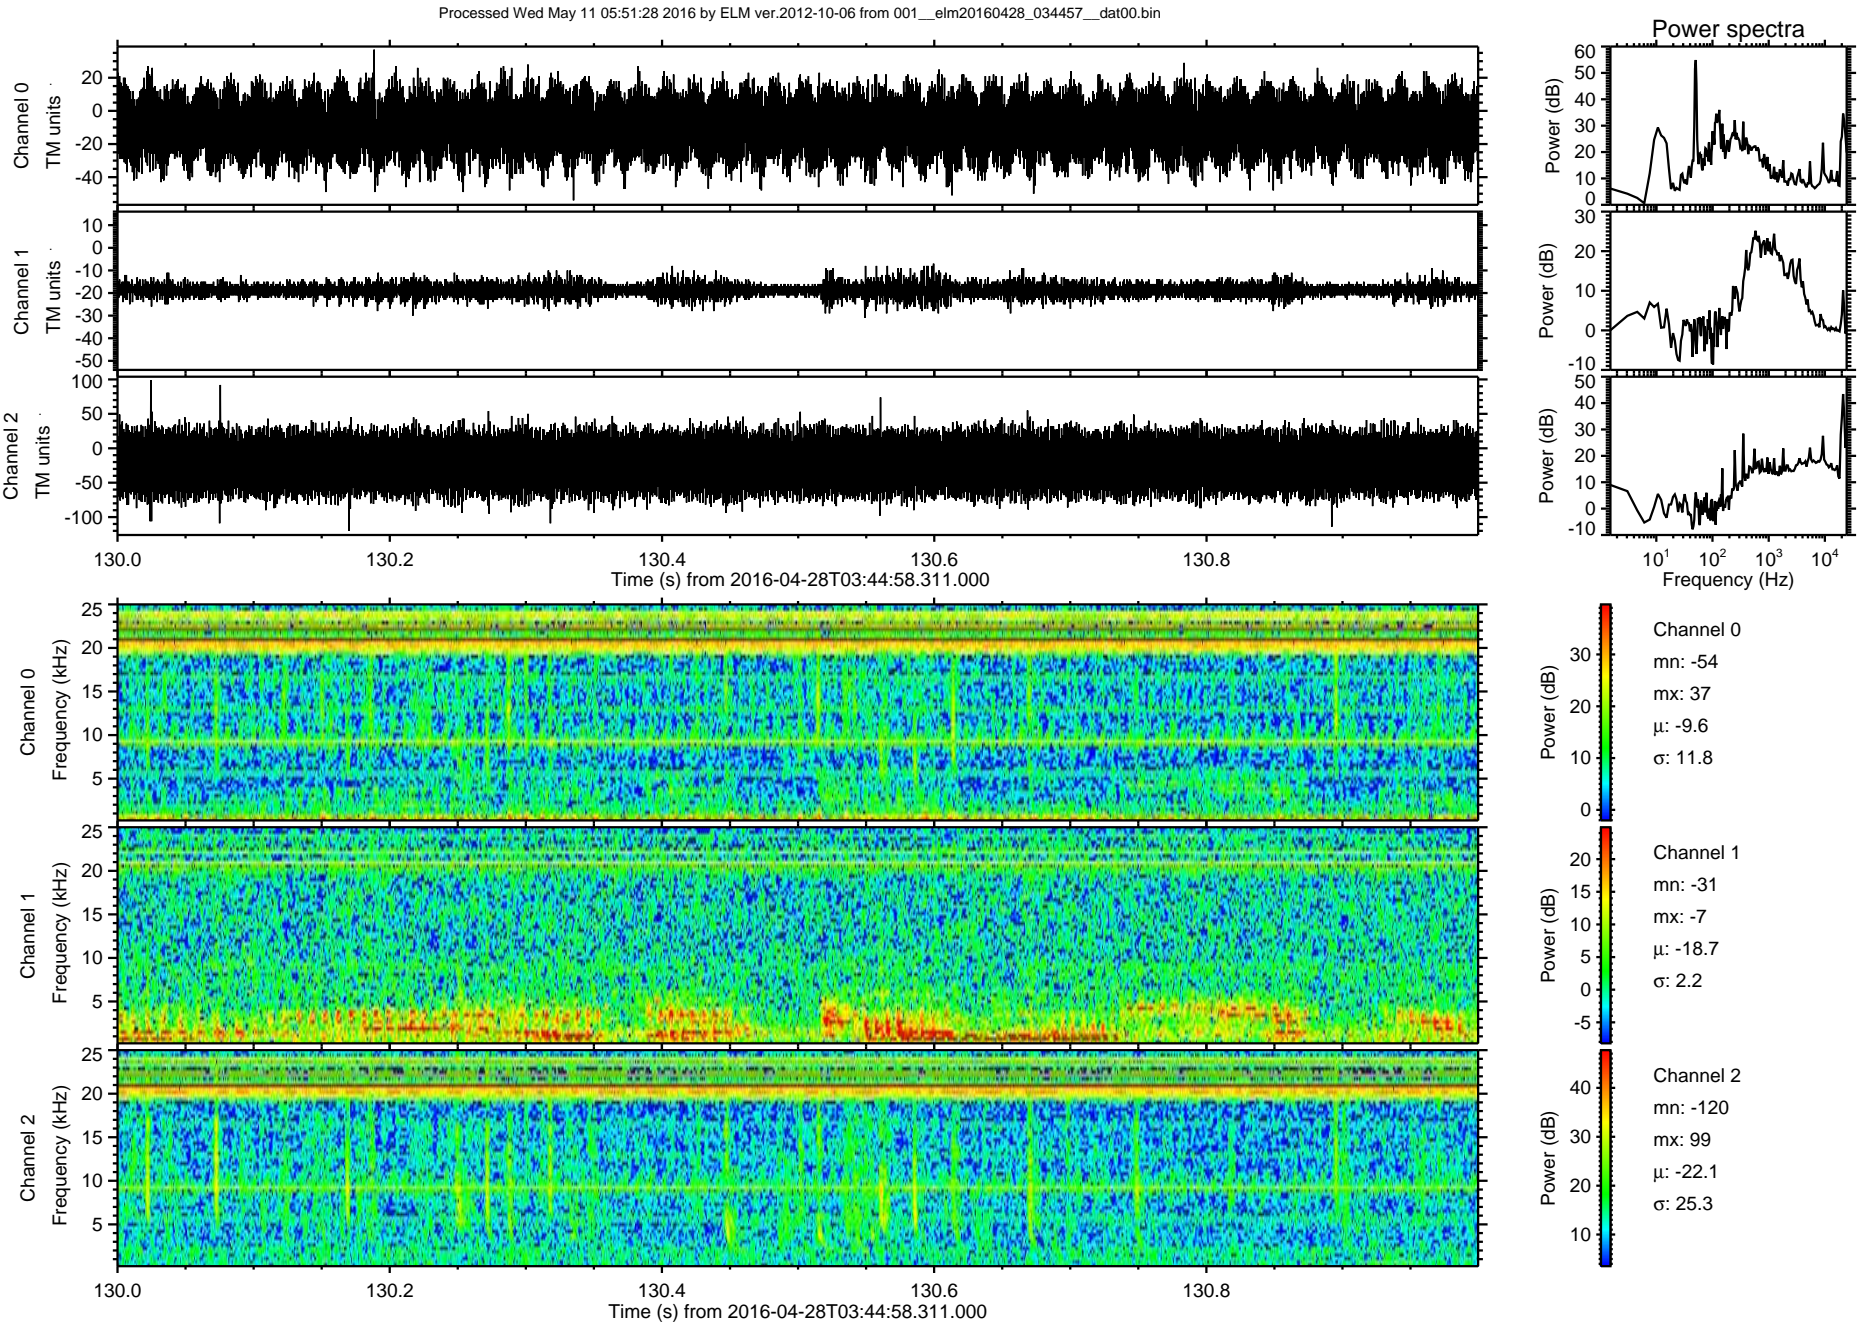 Processed Wed May 11 05:51:28 2016 by ELM ver.2012-10-06 from 001__elm20160428_034457__dat00.bin
Power spectra
Channel 0
TM units
20
0
-20
-40
Power (dB)
60
50
40
30
20
10
0
Channel 1
TM units
10
0
-10
-20
-30
-40
-50
Power (dB)
30
20
10
0
-10
Channel 2
TM units
100
50
0
-50
-100
Power (dB)
50
40
30
20
10
0
-10
130.0 130.2 130.4 130.6 130.8
Time (s) from 2016-04-28T03:44:58.311.000
10^1 10^2 10^3 10^4
Frequency (Hz)
Channel 0
Frequency (kHz)
25
20
15
10
5
Power (dB)
30
20
10
0
Channel 0
mn: -54
mx: 37
μ: -9.6
σ: 11.8
Channel 1
Frequency (kHz)
25
20
15
10
5
Power (dB)
20
15
10
5
0
-5
Channel 1
mn: -31
mx: -7
μ: -18.7
σ: 2.2
Channel 2
Frequency (kHz)
25
20
15
10
5
Power (dB)
40
30
20
10
Channel 2
mn: -120
mx: 99
μ: -22.1
σ: 25.3
130.0 130.2 130.4 130.6 130.8
Time (s) from 2016-04-28T03:44:58.311.000